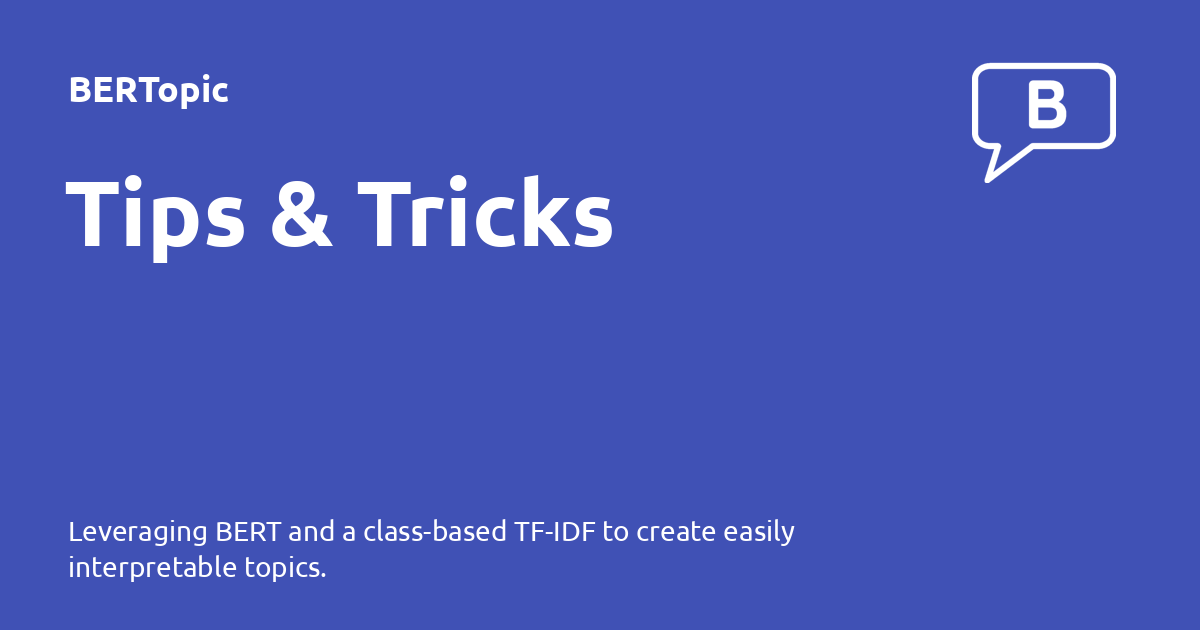 BERTopic
B
Tips & Tricks
Leveraging BERT and a class-based TF-IDF to create easily
interpretable topics.